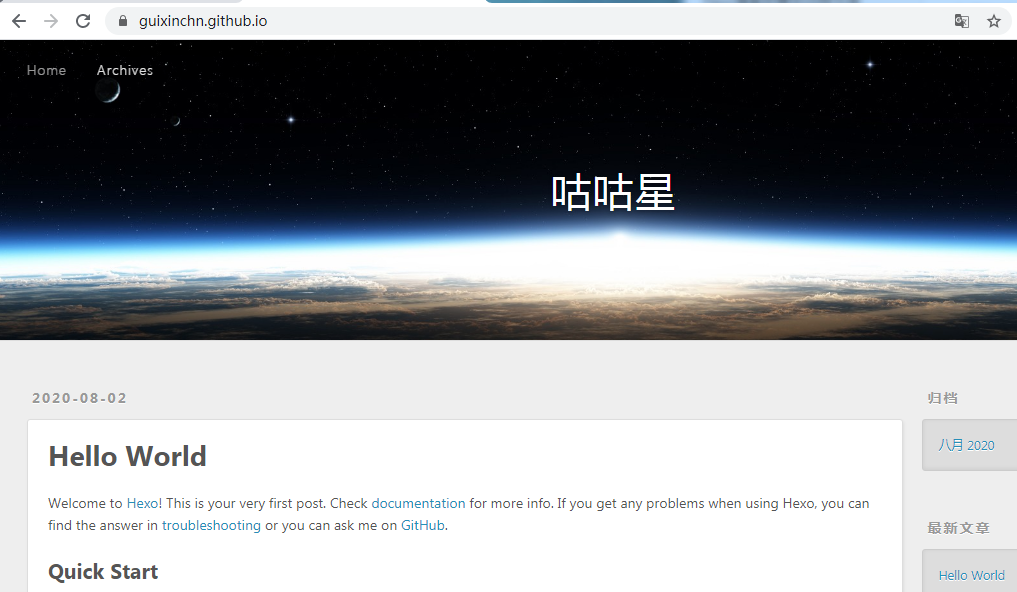 guixinchn.github.io
Home Archives
咕咕星
2020-08-02
Hello World
Welcome to Hexo! This is your very first post. Check documentation for more info. If you get any problems when using Hexo, you can
find the answer in troubleshooting or you can ask me on GitHub.
Quick Start
归档
八月 2020
最新文章
Hello World